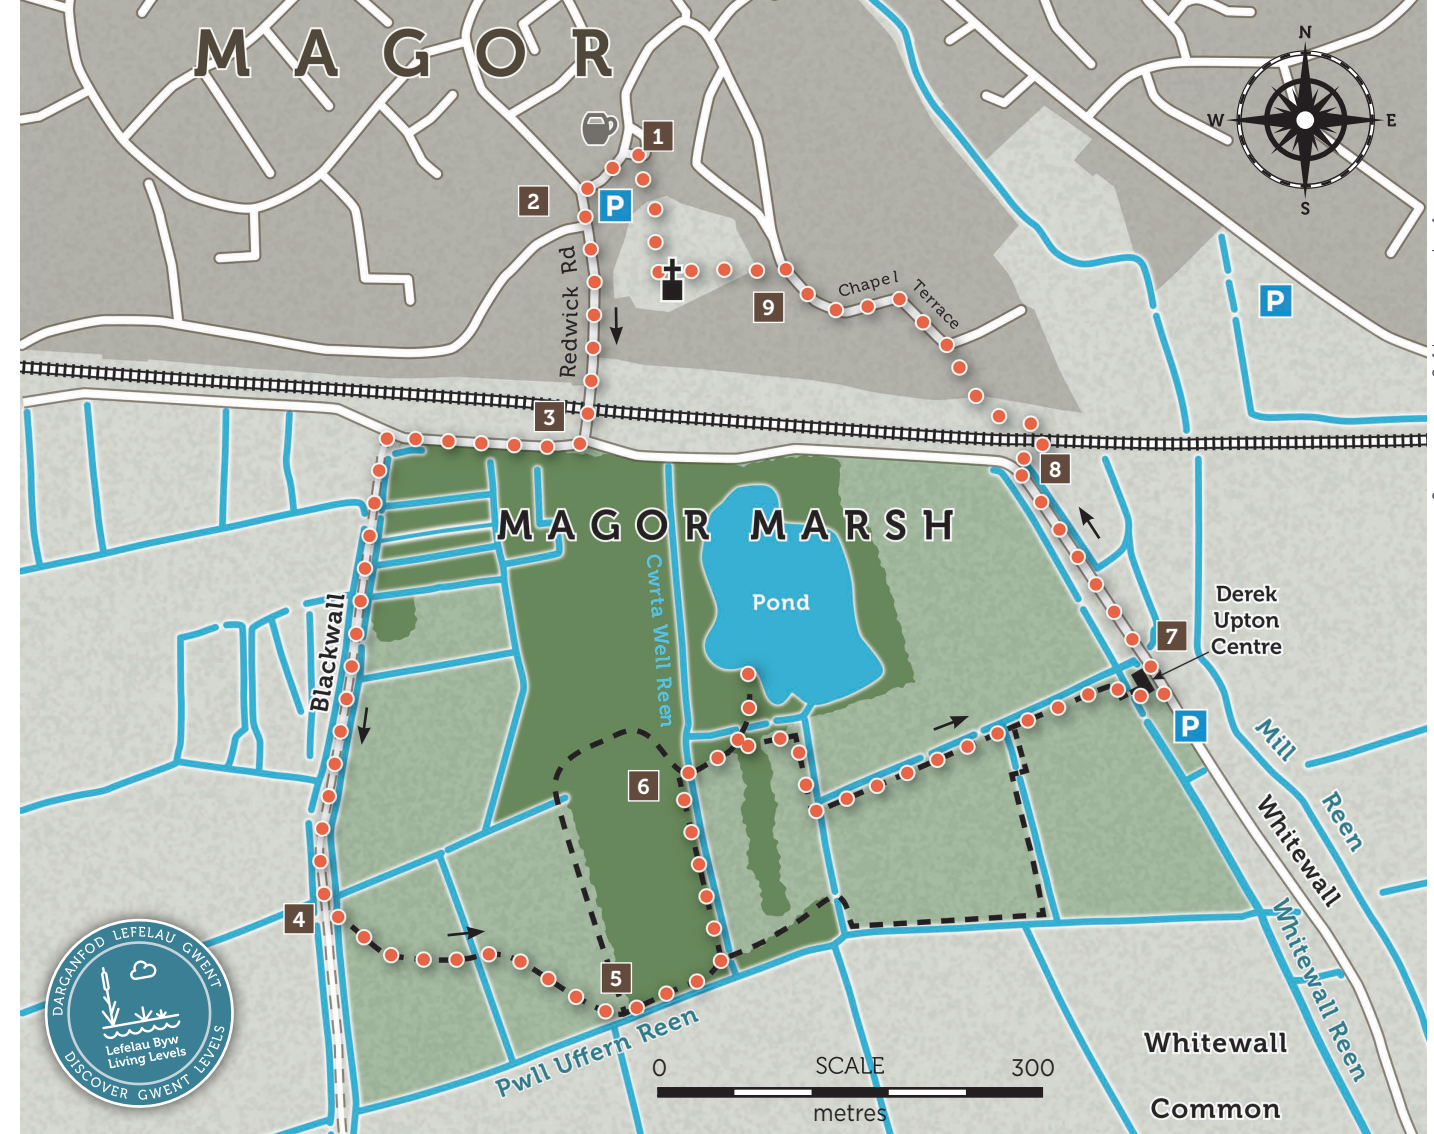 MAGOR
N
W
E
S
1
2
P
Redwick Rd
9
Chapel
Terrace
P
3
8
MAGOR MARSH
Cwrta Well Reen
Pond
Blackwall
7
Derek
Upton
Centre
P
Mill
Reen
6
Whitewall
4
5
Whitewall Reen
Pwll Uffern Reen
DARGANFOD LEFELAU GWENT
Lefelau Byw
Living Levels
DISCOVER GWENT LEVELS
0
SCALE
300
metres
Whitewall
Common